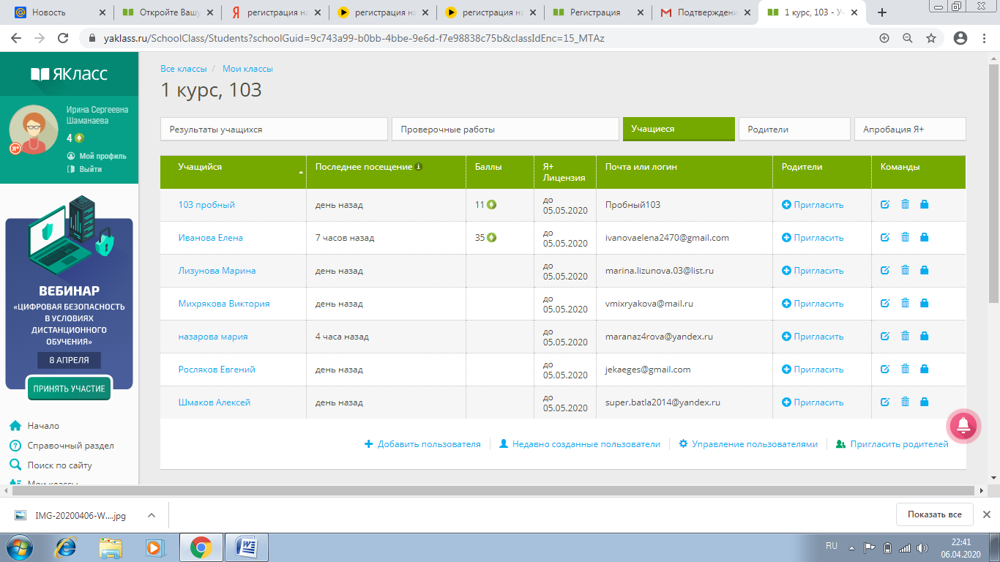 Новость
Откройте Вашу
регистрация на
регистрация на
регистрация на
Регистрация
Подтверждени
1 курс, 103 - Уч
yaklass.ru/SchoolClass/Students?schoolGuid=9c743a99-b0bb-4bbe-9e6d-f7e98838c75b&classIdEnc=15_MTAz
ЯКласс
Ирина Сергеевна
Шаманаева
4
Я+
Мой профиль
Выйти
ВЕБИНАР
«ЦИФРОВАЯ БЕЗОПАСНОСТЬ
В УСЛОВИЯХ
ДИСТАНЦИОННОГО
ОБУЧЕНИЯ»
8 АПРЕЛЯ
ПРИНЯТЬ УЧАСТИЕ
Начало
Справочный раздел
Поиск по сайту
Мои классы
Все классы / Мои классы
1 курс, 103
Результаты учащихся
Проверочные работы
Учащиеся
Родители
Апробация Я+
Учащийся Последнее посещение Баллы Я+ Лицензия Почта или логин Родители Команды
103 пробный день назад 11 до 05.05.2020 Пробный103 Пригласить
Иванова Елена 7 часов назад 35 до 05.05.2020 ivanovaelena2470@gmail.com Пригласить
Лизунова Марина день назад до 05.05.2020 marina.lizunova.03@list.ru Пригласить
Михрякова Виктория день назад до 05.05.2020 vmixryakova@mail.ru Пригласить
назарова мария 4 часа назад до 05.05.2020 maranaz4rova@yandex.ru Пригласить
Росляков Евгений день назад до 05.05.2020 jekaeges@gmail.com Пригласить
Шмаков Алексей день назад до 05.05.2020 super.batla2014@yandex.ru Пригласить
Добавить пользователя Недавно созданные пользователи Управление пользователями Пригласить родителей
IMG-20200406-W....jpg
Показать все
RU
22:41
06.04.2020